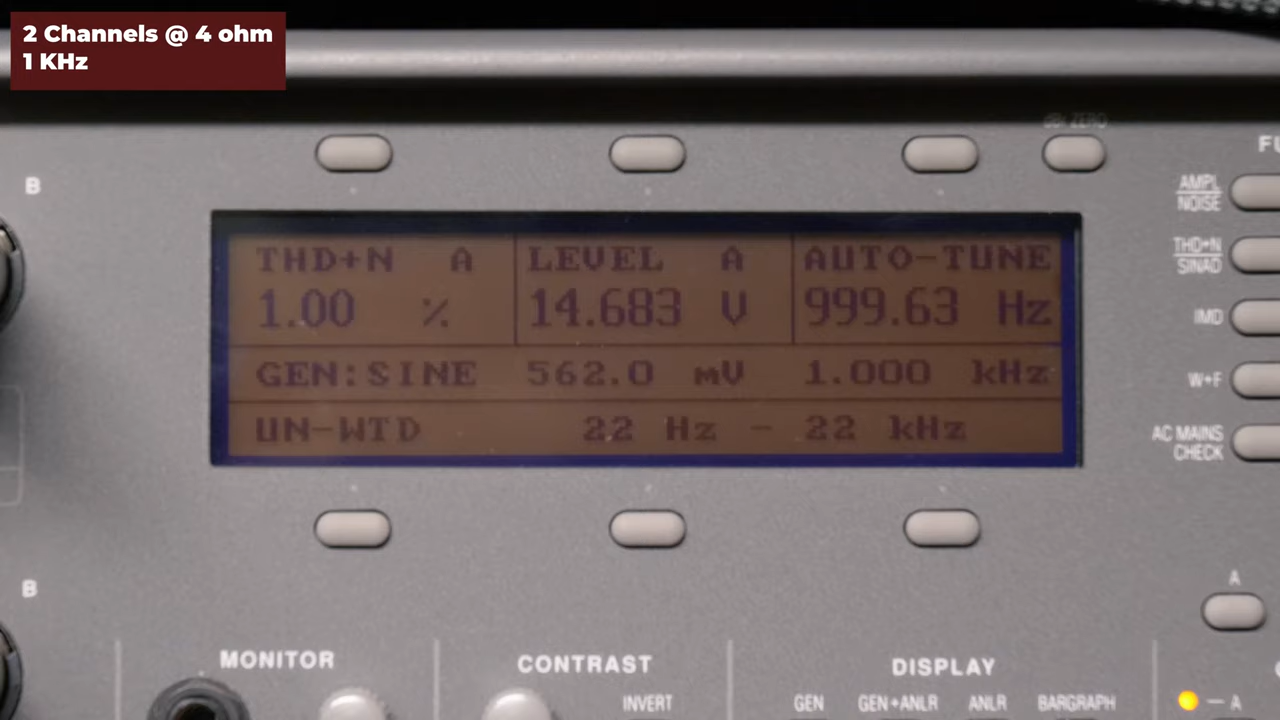 2 Channels @ 4 ohm
1 KHz
dBr ZERO
B
AMPL
NOISE
THD+N
SINAD
IMD
W+F
AC MAINS
CHECK
THD+N A LEVEL A AUTO-TUNE
1.00 % 14.683 V 999.63 Hz
GEN:SINE 562.0 mV 1.000 kHz
UN-WTD 22 Hz - 22 kHz
A
B
MONITOR CONTRAST DISPLAY
INVERT GEN GEN+ANLR ANLR BARGRAPH
A